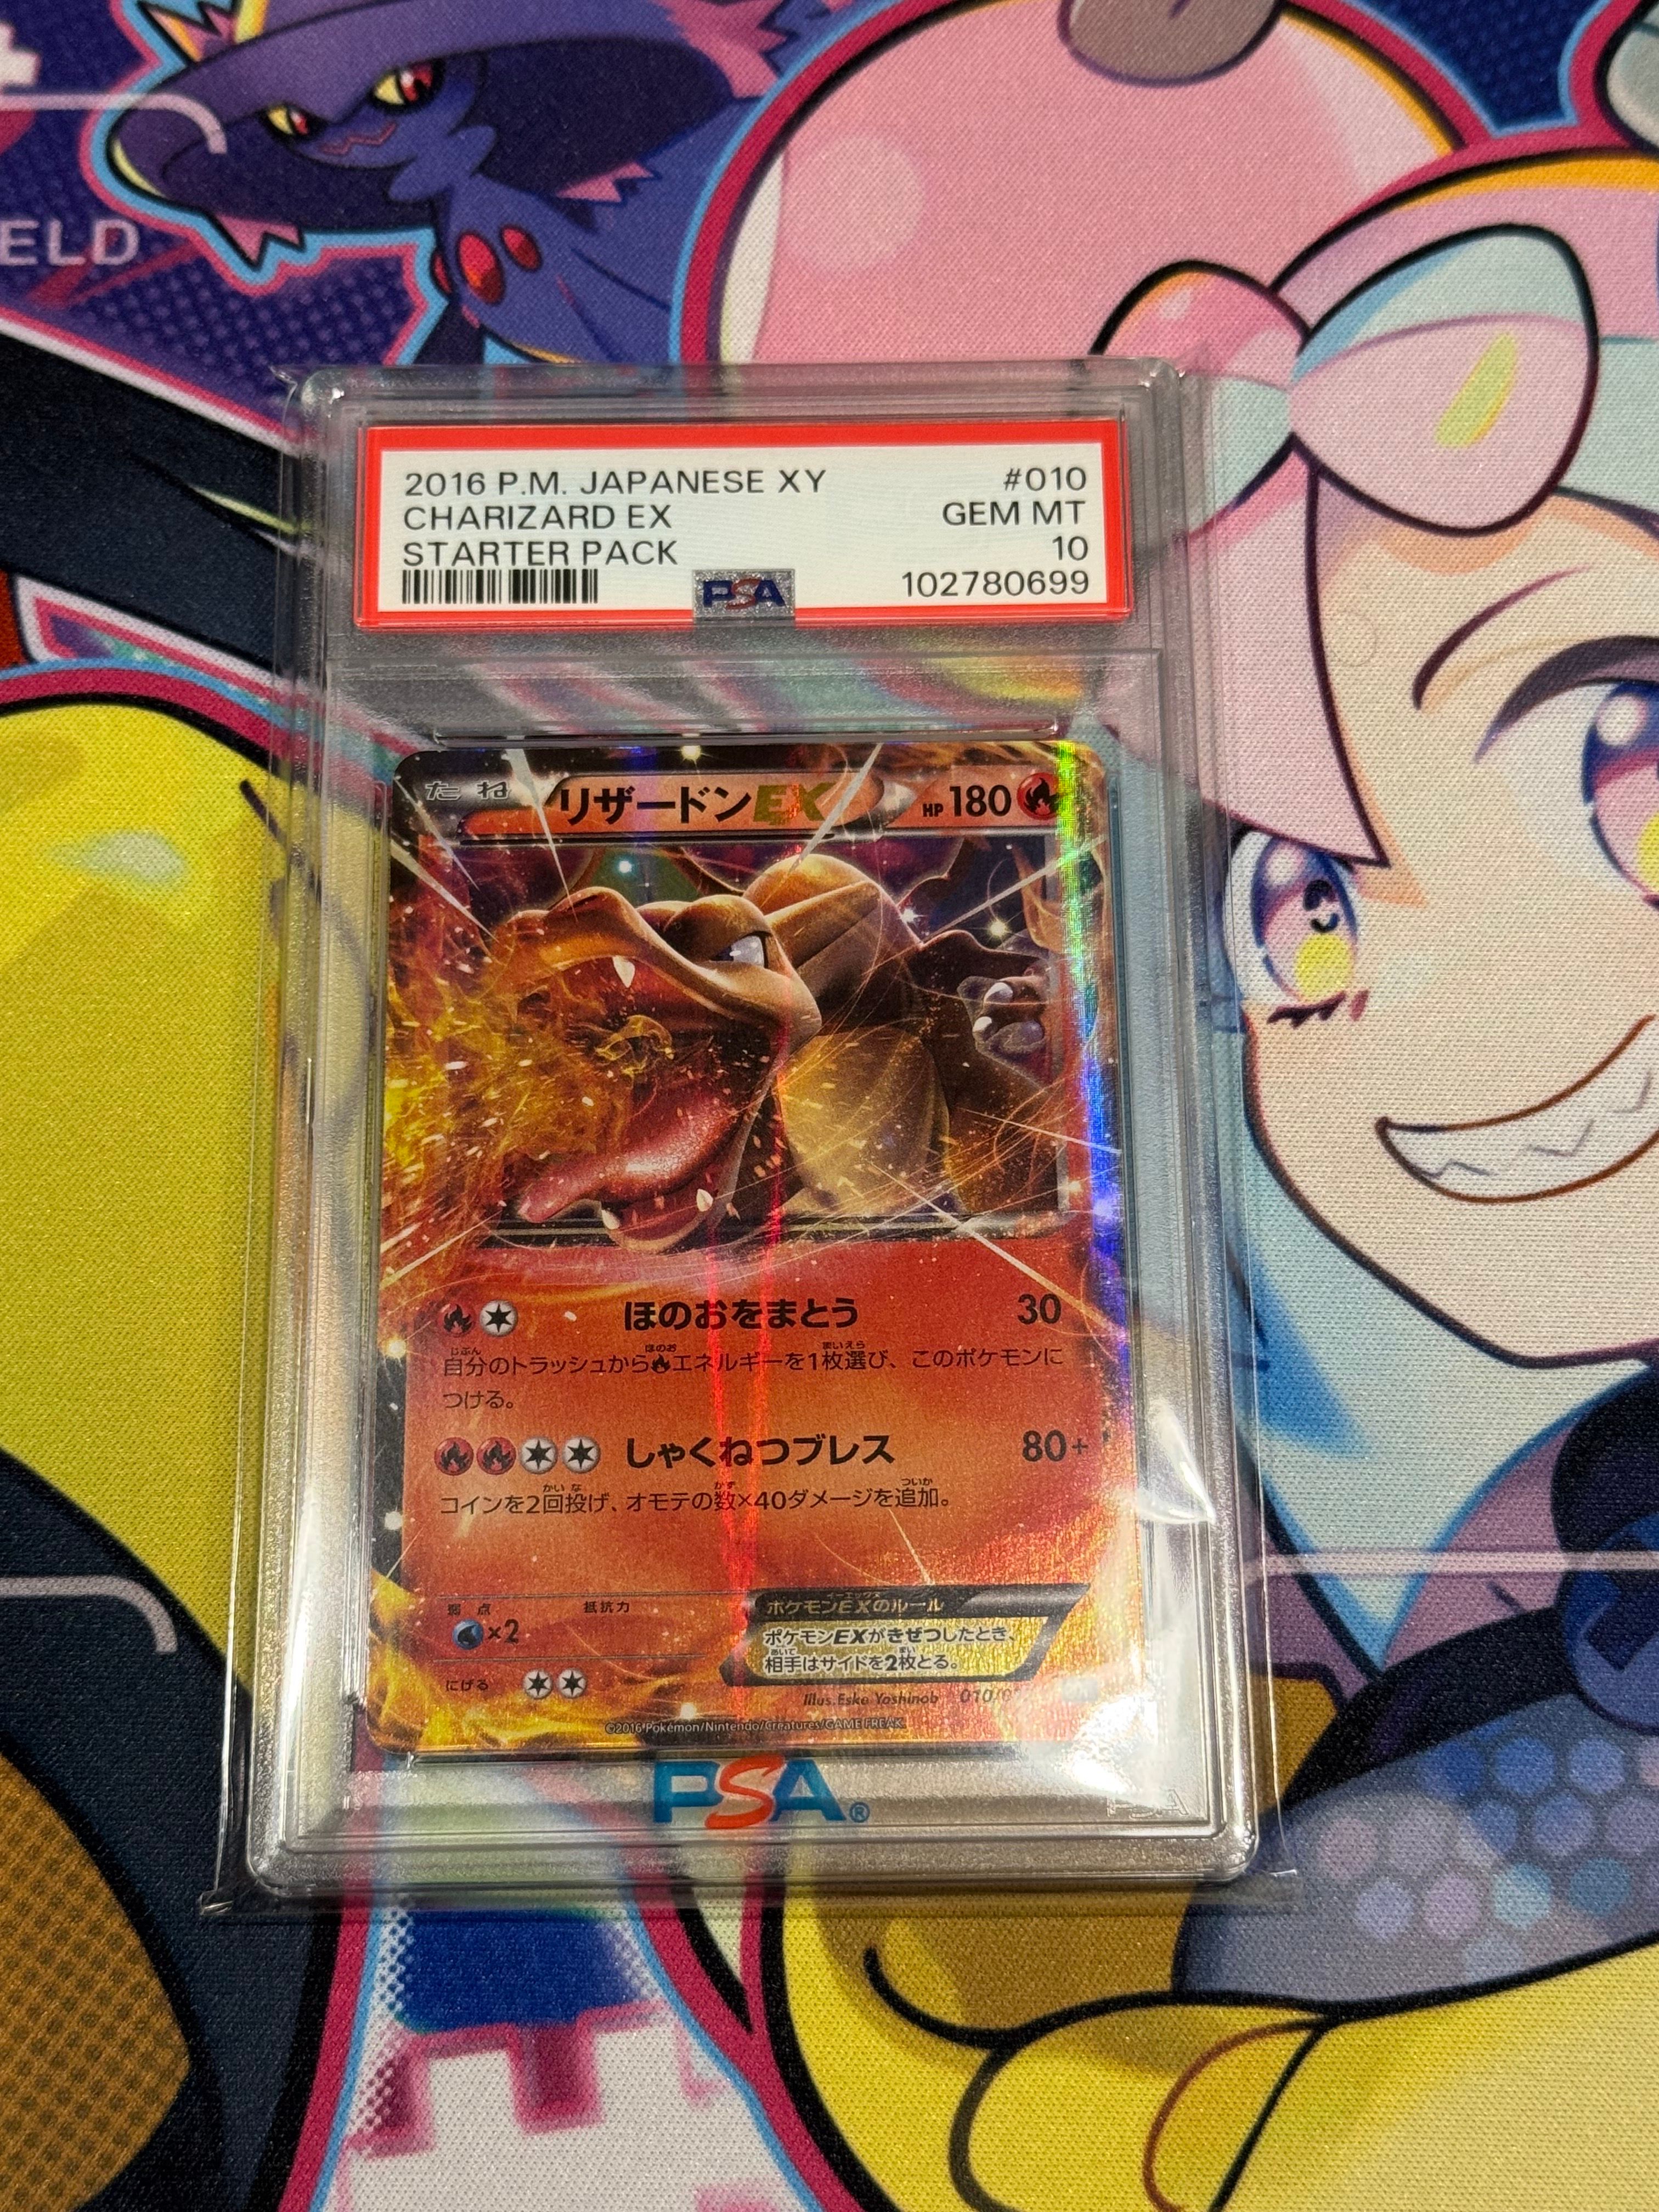 ELD
2016 P.M. JAPANESE XY #010
CHARIZARD EX GEM MT
STARTER PACK 10
PSA 102780699
たね リザードンEX HP 180
ほのおをまとう 30
自分のトラッシュからエネルギーを1枚選び、このポケモンに
つける。
しゃくねつブレス 80+
コインを2回投げ、オモテの数×40ダメージを追加。
弱点 抵抗力
×2
にげる
ポケモンEXのルール
ポケモンEXがきぜつしたとき、
相手はサイドを2枚とる。
Illus. Eske Yoshinob 010/
©2016 Pokémon/Nintendo/Creatures/GAME FREAK.
PSA®
PSA